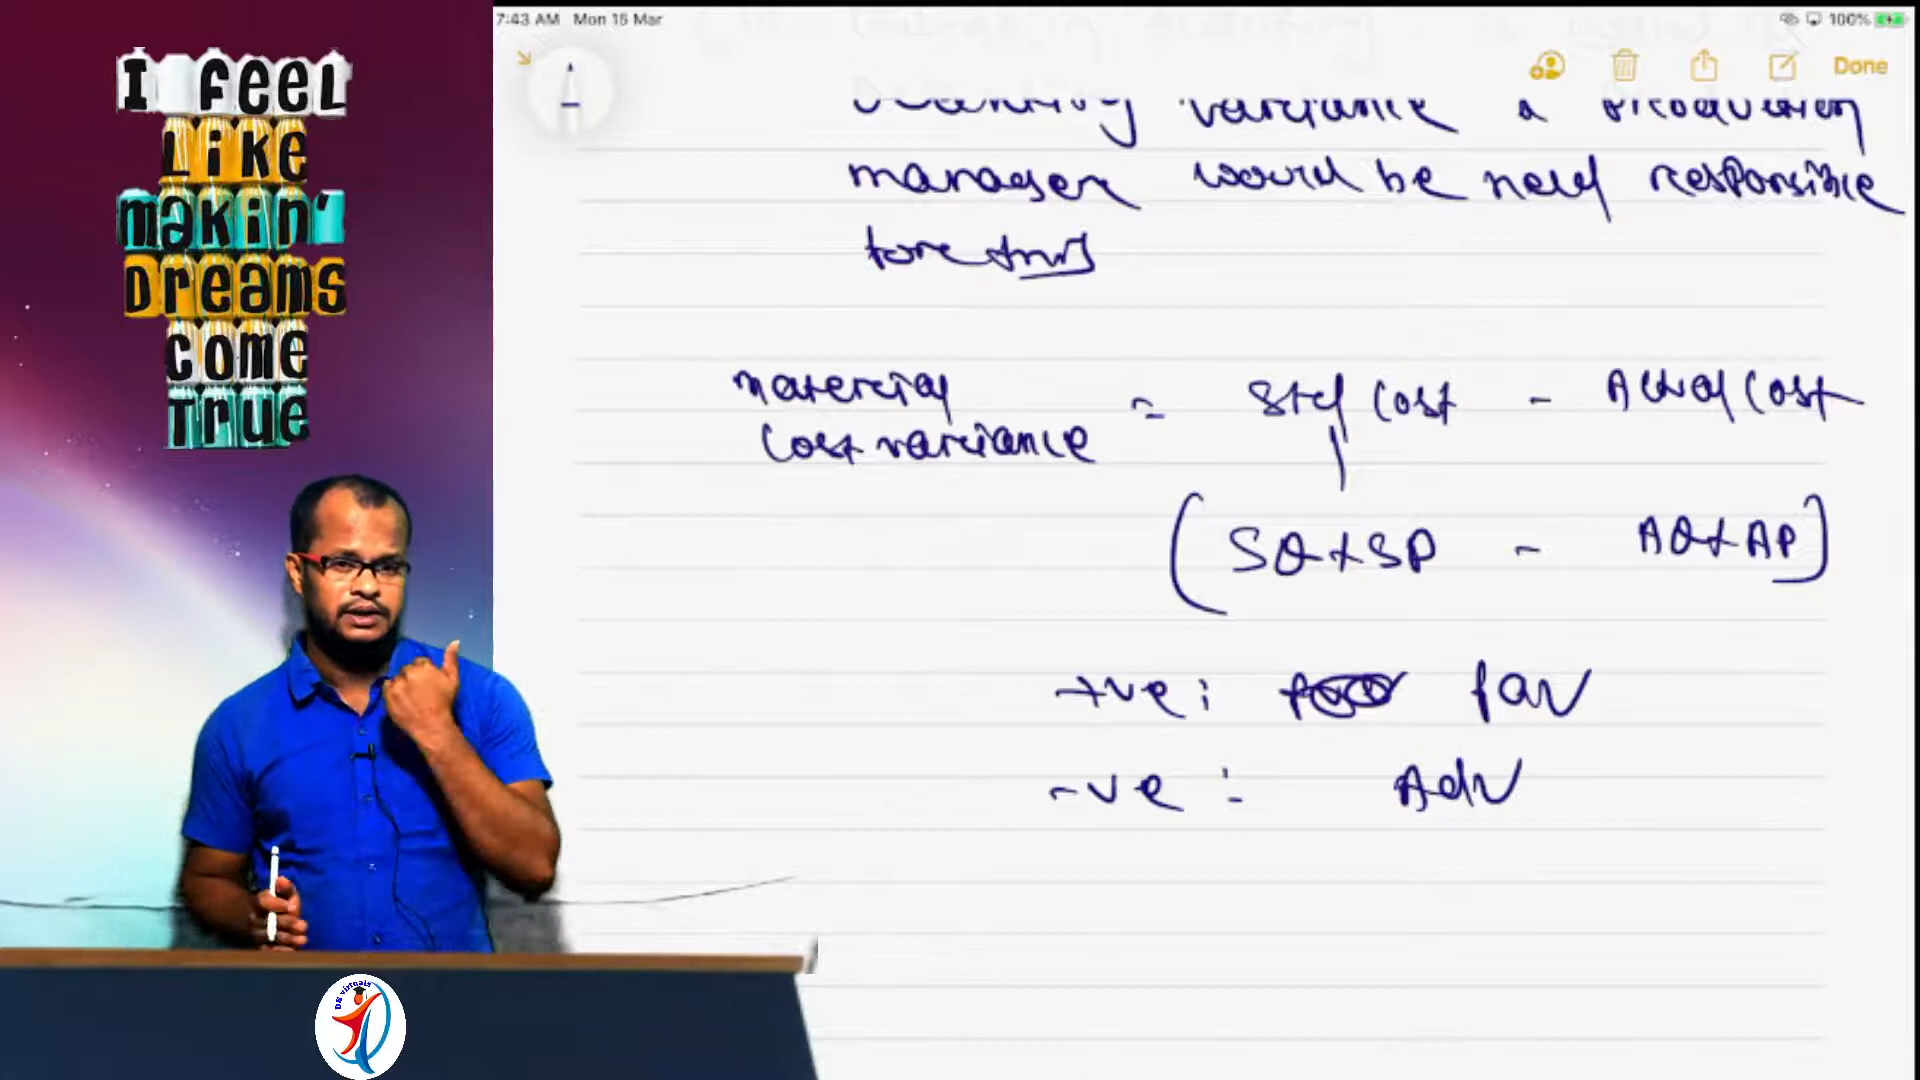 7:43 AM Mon 15 Mar
100%
Done
I feel
Like
makin'
Dreams
come
True
variance a production
manager would be held responsible
for this
material
cost variance = Std Cost - Actual Cost
(SQ×SP - AQ×AP)
+ve: fav
-ve: Adv
DS virtuals